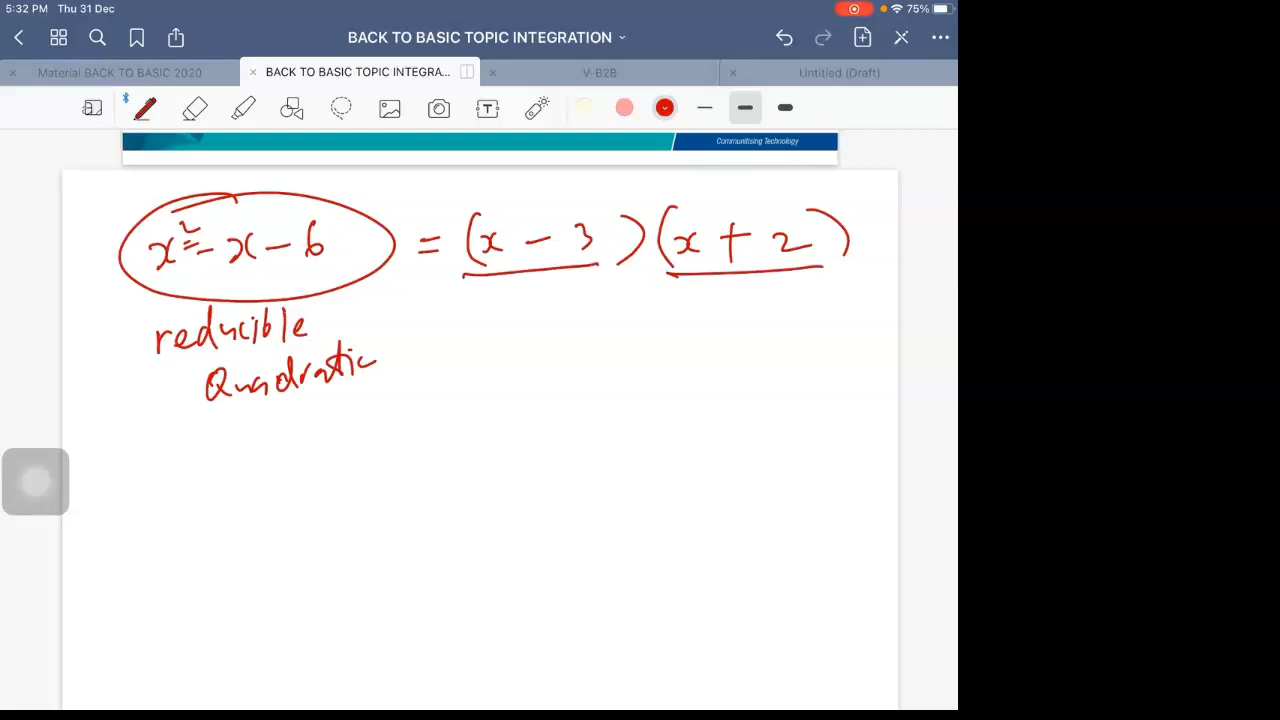 5:32 PM Thu 31 Dec
75%
BACK TO BASIC TOPIC INTEGRATION
Material BACK TO BASIC 2020
BACK TO BASIC TOPIC INTEGRA...
V-B2B
Untitled (Draft)
Communitising Technology
x² - x - 6 = (x - 3)(x + 2)
reducible
Quadratic